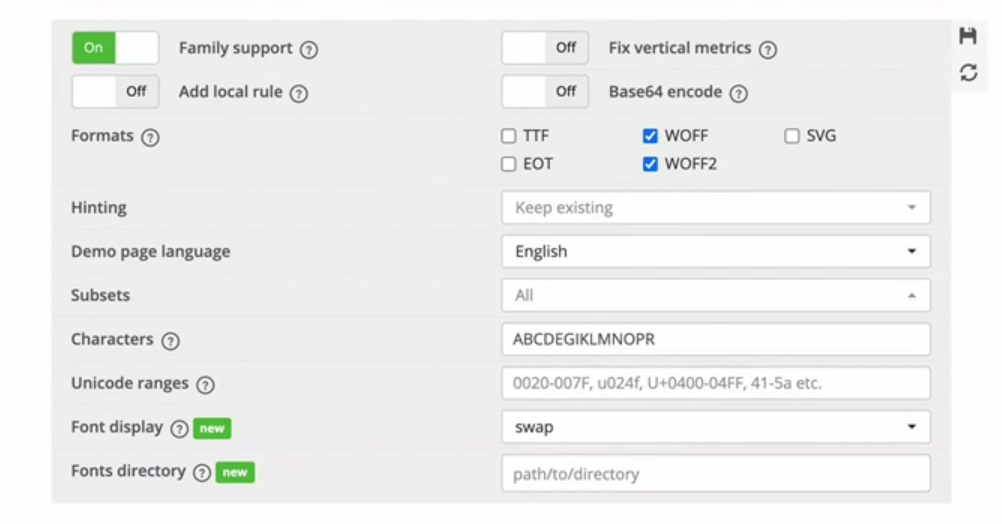 On Family support ? Off Fix vertical metrics ?
Off Add local rule ? Off Base64 encode ?
Formats ? TTF WOFF SVG
EOT WOFF2
Hinting Keep existing
Demo page language English
Subsets All
Characters ? ABCDEGIKLMNOPR
Unicode ranges ? 0020-007F, u024f, U+0400-04FF, 41-5a etc.
Font display ? new swap
Fonts directory ? new path/to/directory